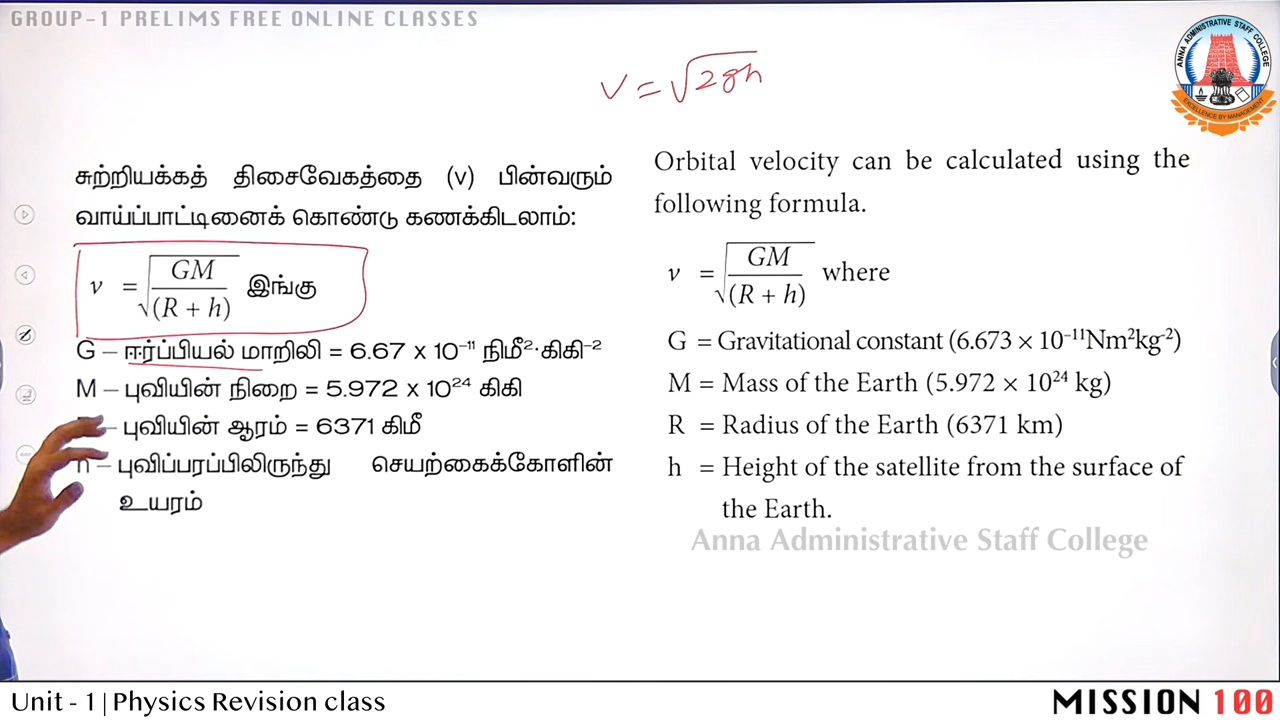 GROUP-1 PRELIMS FREE ONLINE CLASSES
ANNA ADMINISTRATIVE STAFF COLLEGE
EXCELLENCE BY MANAGEMENT
v = √2gh
சுற்றியக்கத் திசைவேகத்தை (v) பின்வரும்
வாய்ப்பாட்டினைக் கொண்டு கணக்கிடலாம்:
v = √GM/(R + h) இங்கு
G – ஈர்ப்பியல் மாறிலி = 6.67 x 10⁻¹¹ நிமீ²·கிகி⁻²
M – புவியின் நிறை = 5.972 x 10²⁴ கிகி
– புவியின் ஆரம் = 6371 கிமீ
h – புவிப்பரப்பிலிருந்து செயற்கைக்கோளின்
உயரம்
Orbital velocity can be calculated using the
following formula.
v = √GM/(R + h) where
G = Gravitational constant (6.673 × 10⁻¹¹Nm²kg⁻²)
M = Mass of the Earth (5.972 × 10²⁴ kg)
R = Radius of the Earth (6371 km)
h = Height of the satellite from the surface of
the Earth.
Anna Administrative Staff College
Unit - 1 | Physics Revision class
MISSION 100